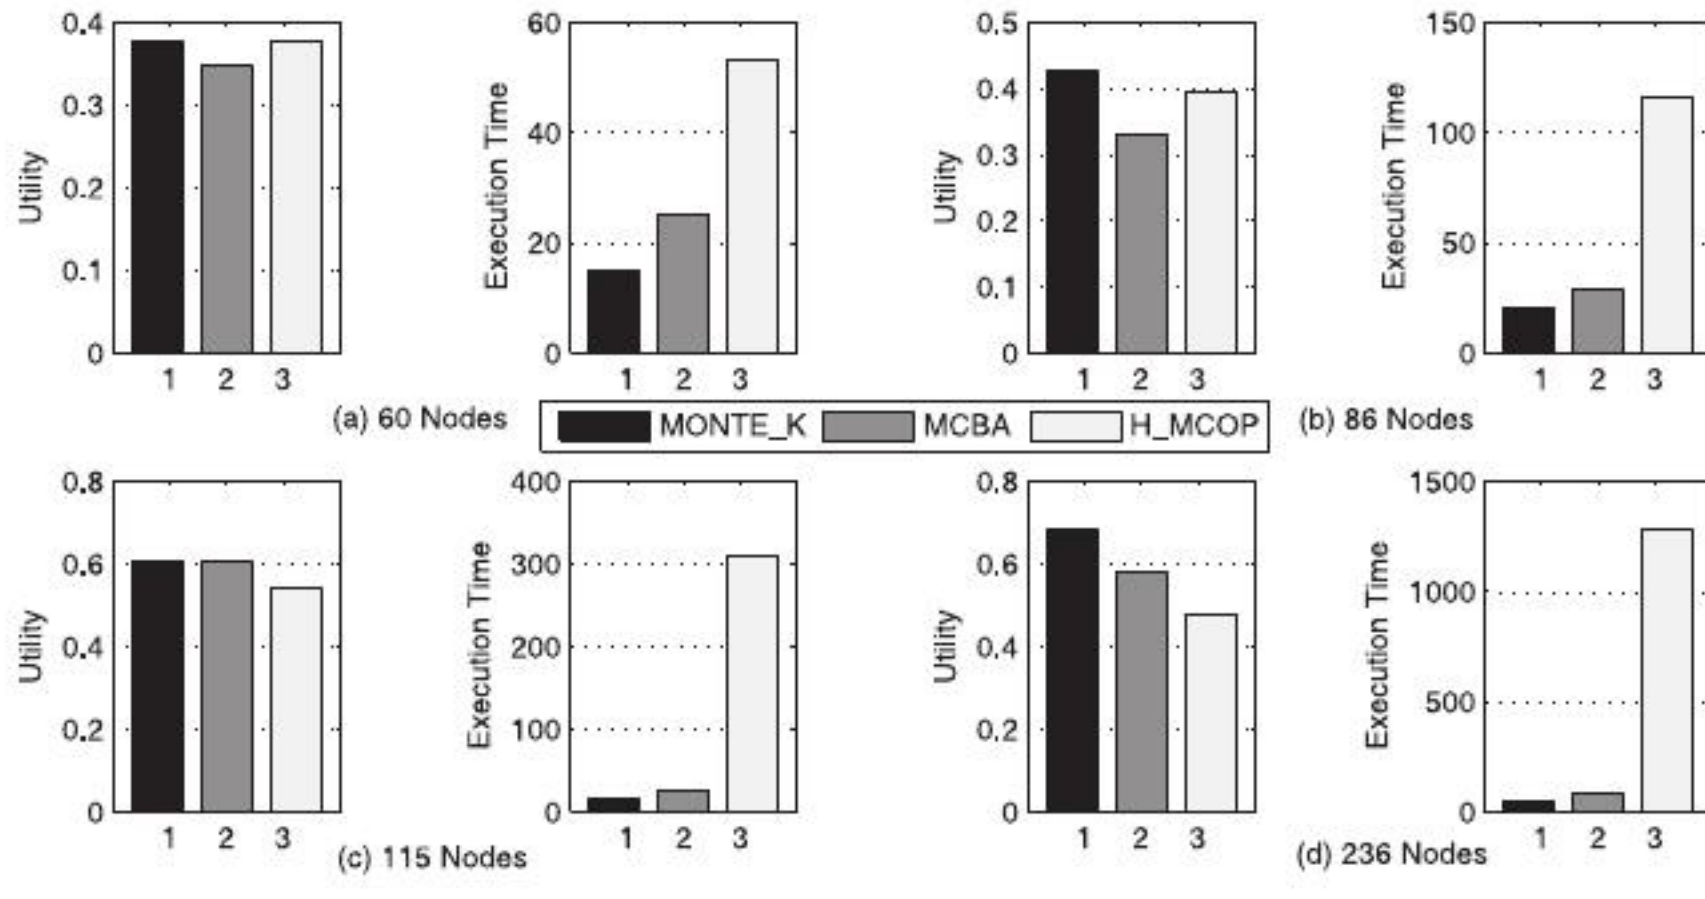 0.4
0.3
0.2
0.1
0
Utility
1 2 3
60
40
20
0
Execution Time
1 2 3
(a) 60 Nodes
0.5
0.4
0.3
0.2
0.1
0
Utility
1 2 3
150
100
50
0
Execution Time
1 2 3
(b) 86 Nodes
MONTE_K MCBA H_MCOP
0.8
0.6
0.4
0.2
0
Utility
1 2 3
400
300
200
100
0
Execution Time
1 2 3
(c) 115 Nodes
0.8
0.6
0.4
0.2
0
Utility
1 2 3
1500
1000
500
0
Execution Time
1 2 3
(d) 236 Nodes